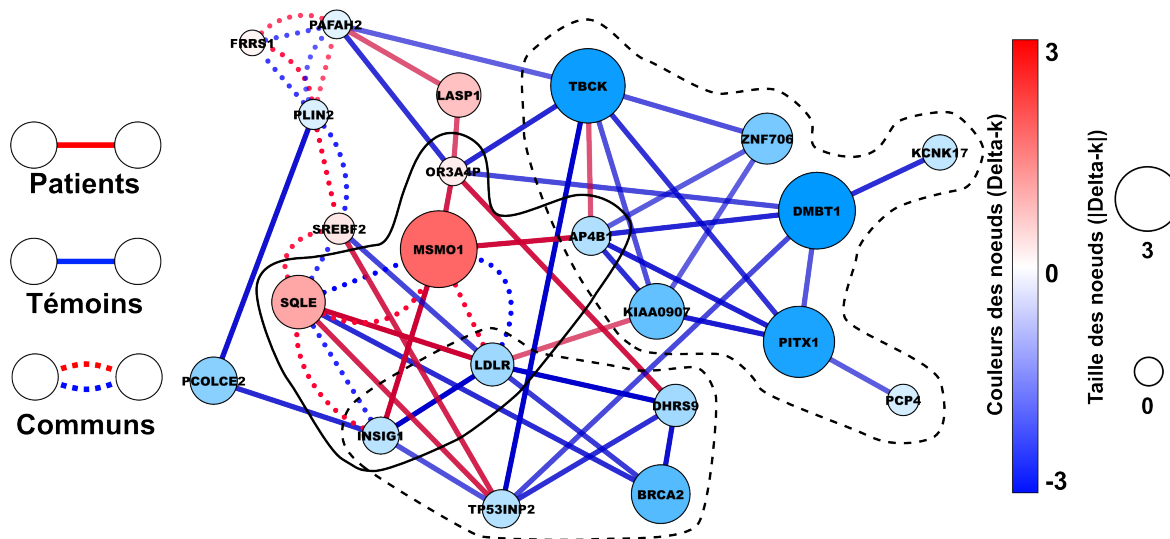 Patients
Témoins
Communs
FRRS1
PAFAH2
PLIN2
LASP1
TBCK
ZNF706
KCNK17
OR3A4P
DMBT1
SREBF2
MSMO1
AP4B1
SQLE
KIAA0907
PITX1
LDLR
PCOLCE2
DHRS9
PCP4
INSIG1
BRCA2
TP53INP2
Couleurs des noeuds (Delta-k)
3
0
-3
Taille des noeuds (|Delta-k|)
3
0